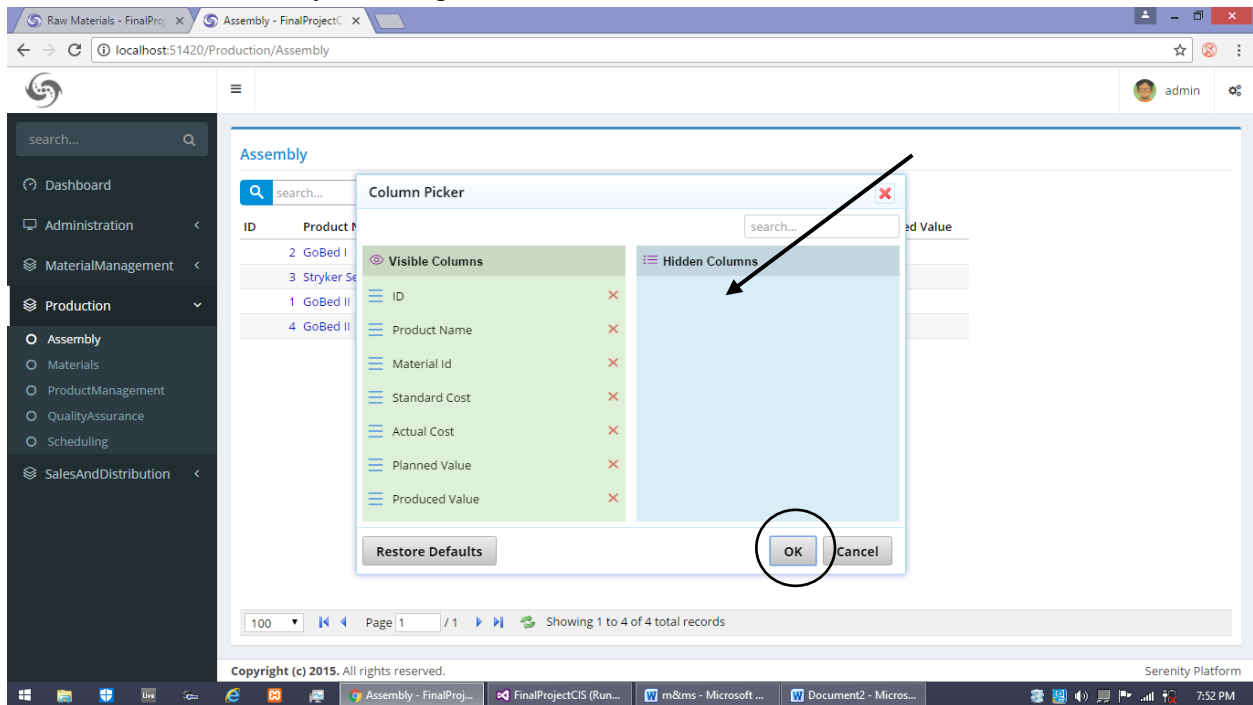 Raw Materials - FinalProj
Assembly - FinalProjectC
localhost:51420/Production/Assembly
admin
search...
Dashboard
Administration
MaterialManagement
Production
Assembly
Materials
ProductManagement
QualityAssurance
Scheduling
SalesAndDistribution
Assembly
search...
ID Product N ed Value
2 GoBed I
3 Stryker Se
1 GoBed II
4 GoBed II
Column Picker
search...
Visible Columns
ID
Product Name
Material Id
Standard Cost
Actual Cost
Planned Value
Produced Value
Hidden Columns
Restore Defaults
OK Cancel
100 Page 1 / 1 Showing 1 to 4 of 4 total records
Copyright (c) 2015. All rights reserved. Serenity Platform
Live Assembly - FinalProj... FinalProjectCIS (Run... m&ms - Microsoft ... Document2 - Micros... 7:52 PM